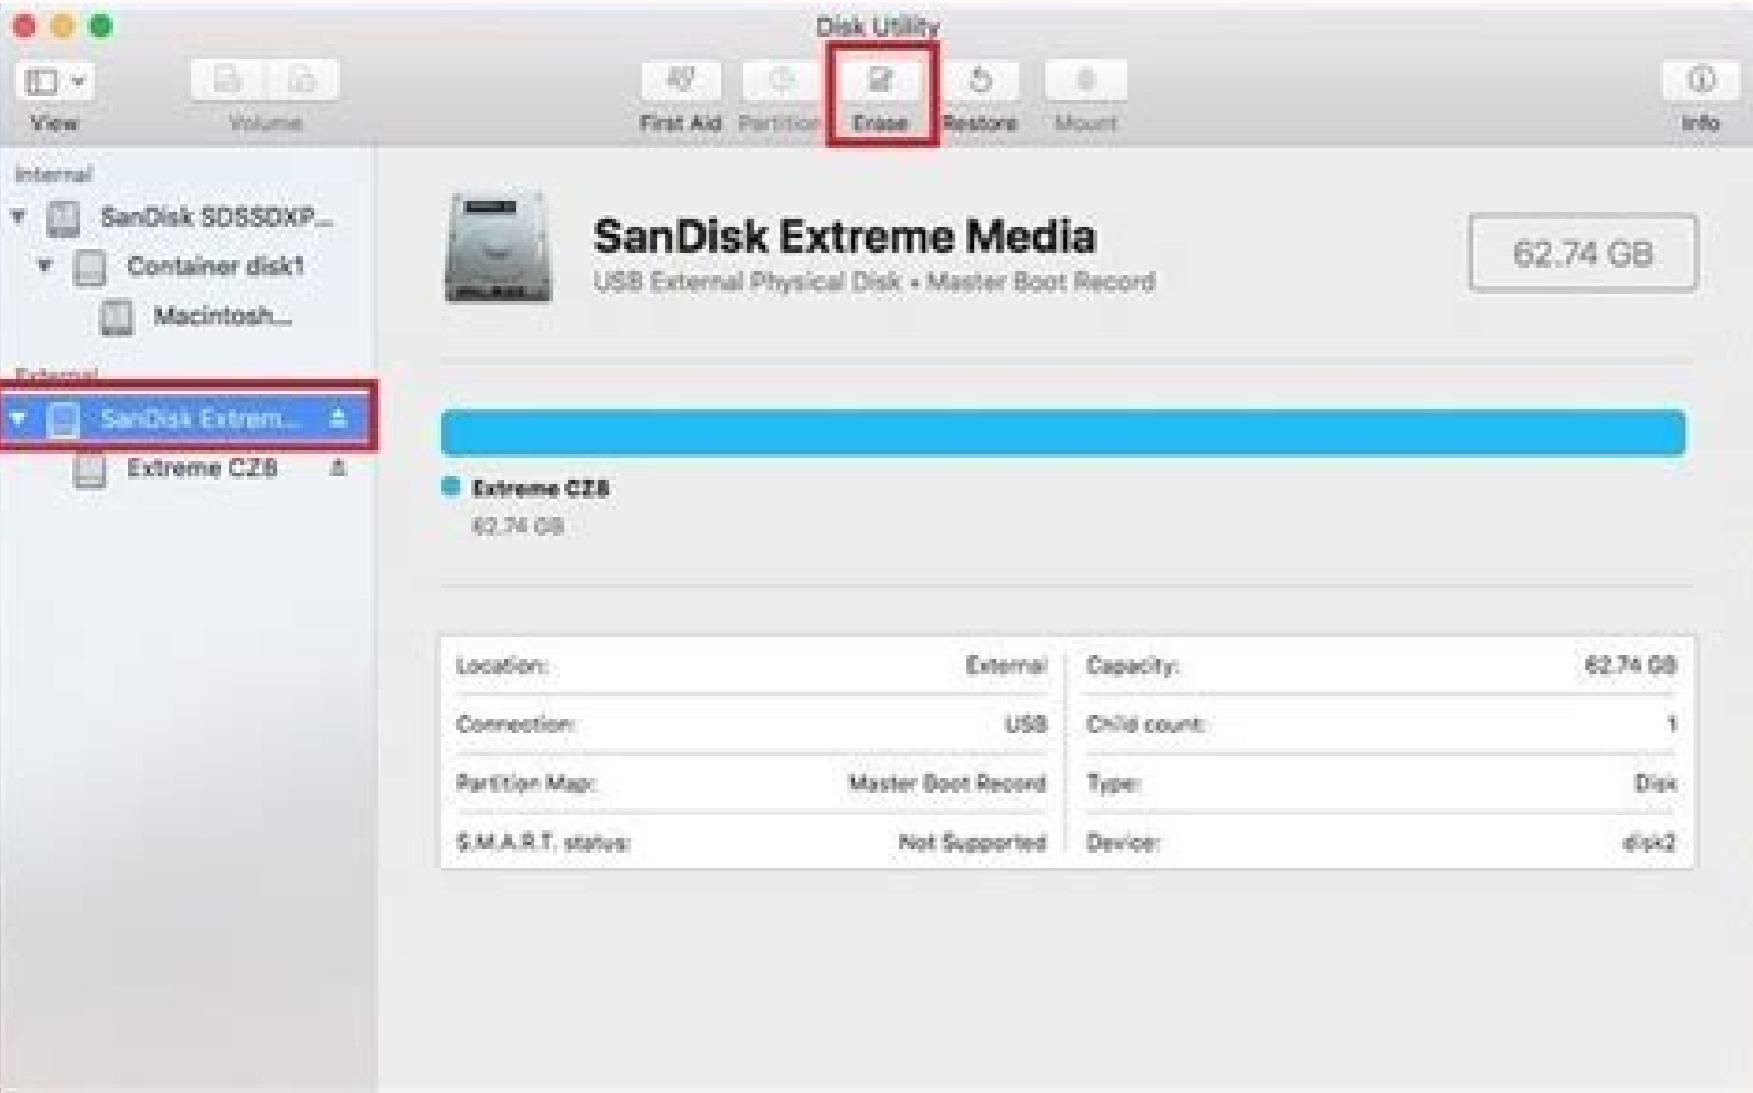 Disk Utility
View
Volume
First Aid
Partition
Erase
Restore
Mount
Info
Internal
SanDisk SDSSDXP...
Container disk1
Macintosh...
External
SanDisk Extrem...
Extreme CZ8
SanDisk Extreme Media
USB External Physical Disk • Master Boot Record
62.74 GB
Extreme CZ8
62.74 GB
Location: External
Capacity: 62.74 GB
Connection: USB
Child count: 1
Partition Map: Master Boot Record
Type: Disk
S.M.A.R.T. status: Not Supported
Device: disk2